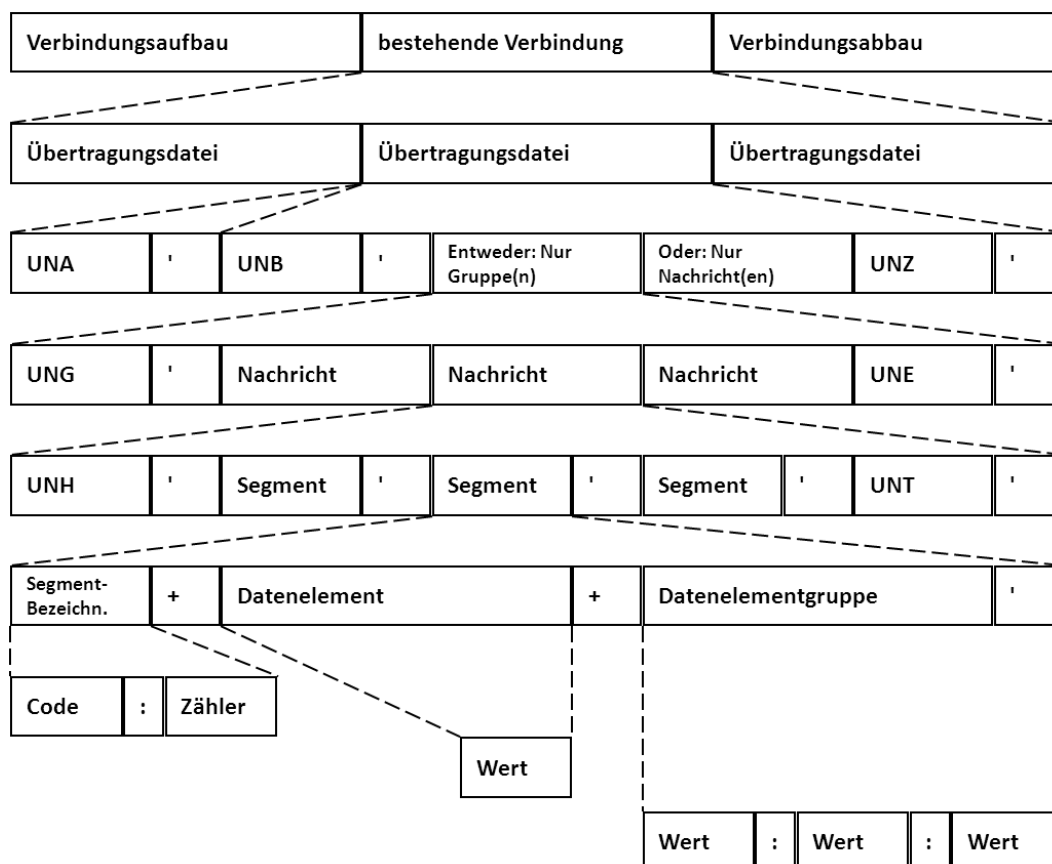 Verbindungsaufbau bestehende Verbindung Verbindungsabbau
Übertragungsdatei Übertragungsdatei Übertragungsdatei
UNA ' UNB ' Entweder: Nur Gruppe(n) Oder: Nur Nachricht(en) UNZ '
UNG ' Nachricht Nachricht Nachricht UNE '
UNH ' Segment ' Segment ' Segment ' UNT '
Segment-
Bezeichn. + Datenelement + Datenelementgruppe '
Code : Zähler
Wert
Wert : Wert : Wert